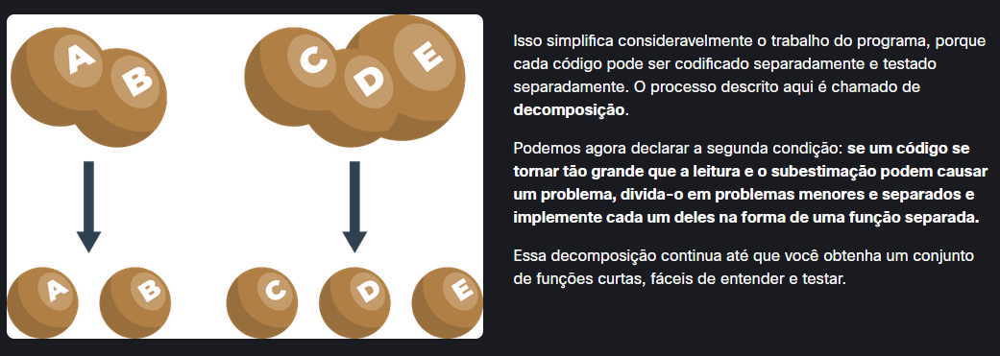 A
B
C
D
E
A
B
C
D
E
Isso simplifica consideravelmente o trabalho do programa, porque
cada código pode ser codificado separadamente e testado
separadamente. O processo descrito aqui é chamado de
decomposição.
Podemos agora declarar a segunda condição: se um código se
tornar tão grande que a leitura e o subestimação podem causar
um problema, divida-o em problemas menores e separados e
implemente cada um deles na forma de uma função separada.
Essa decomposição continua até que você obtenha um conjunto
de funções curtas, fáceis de entender e testar.